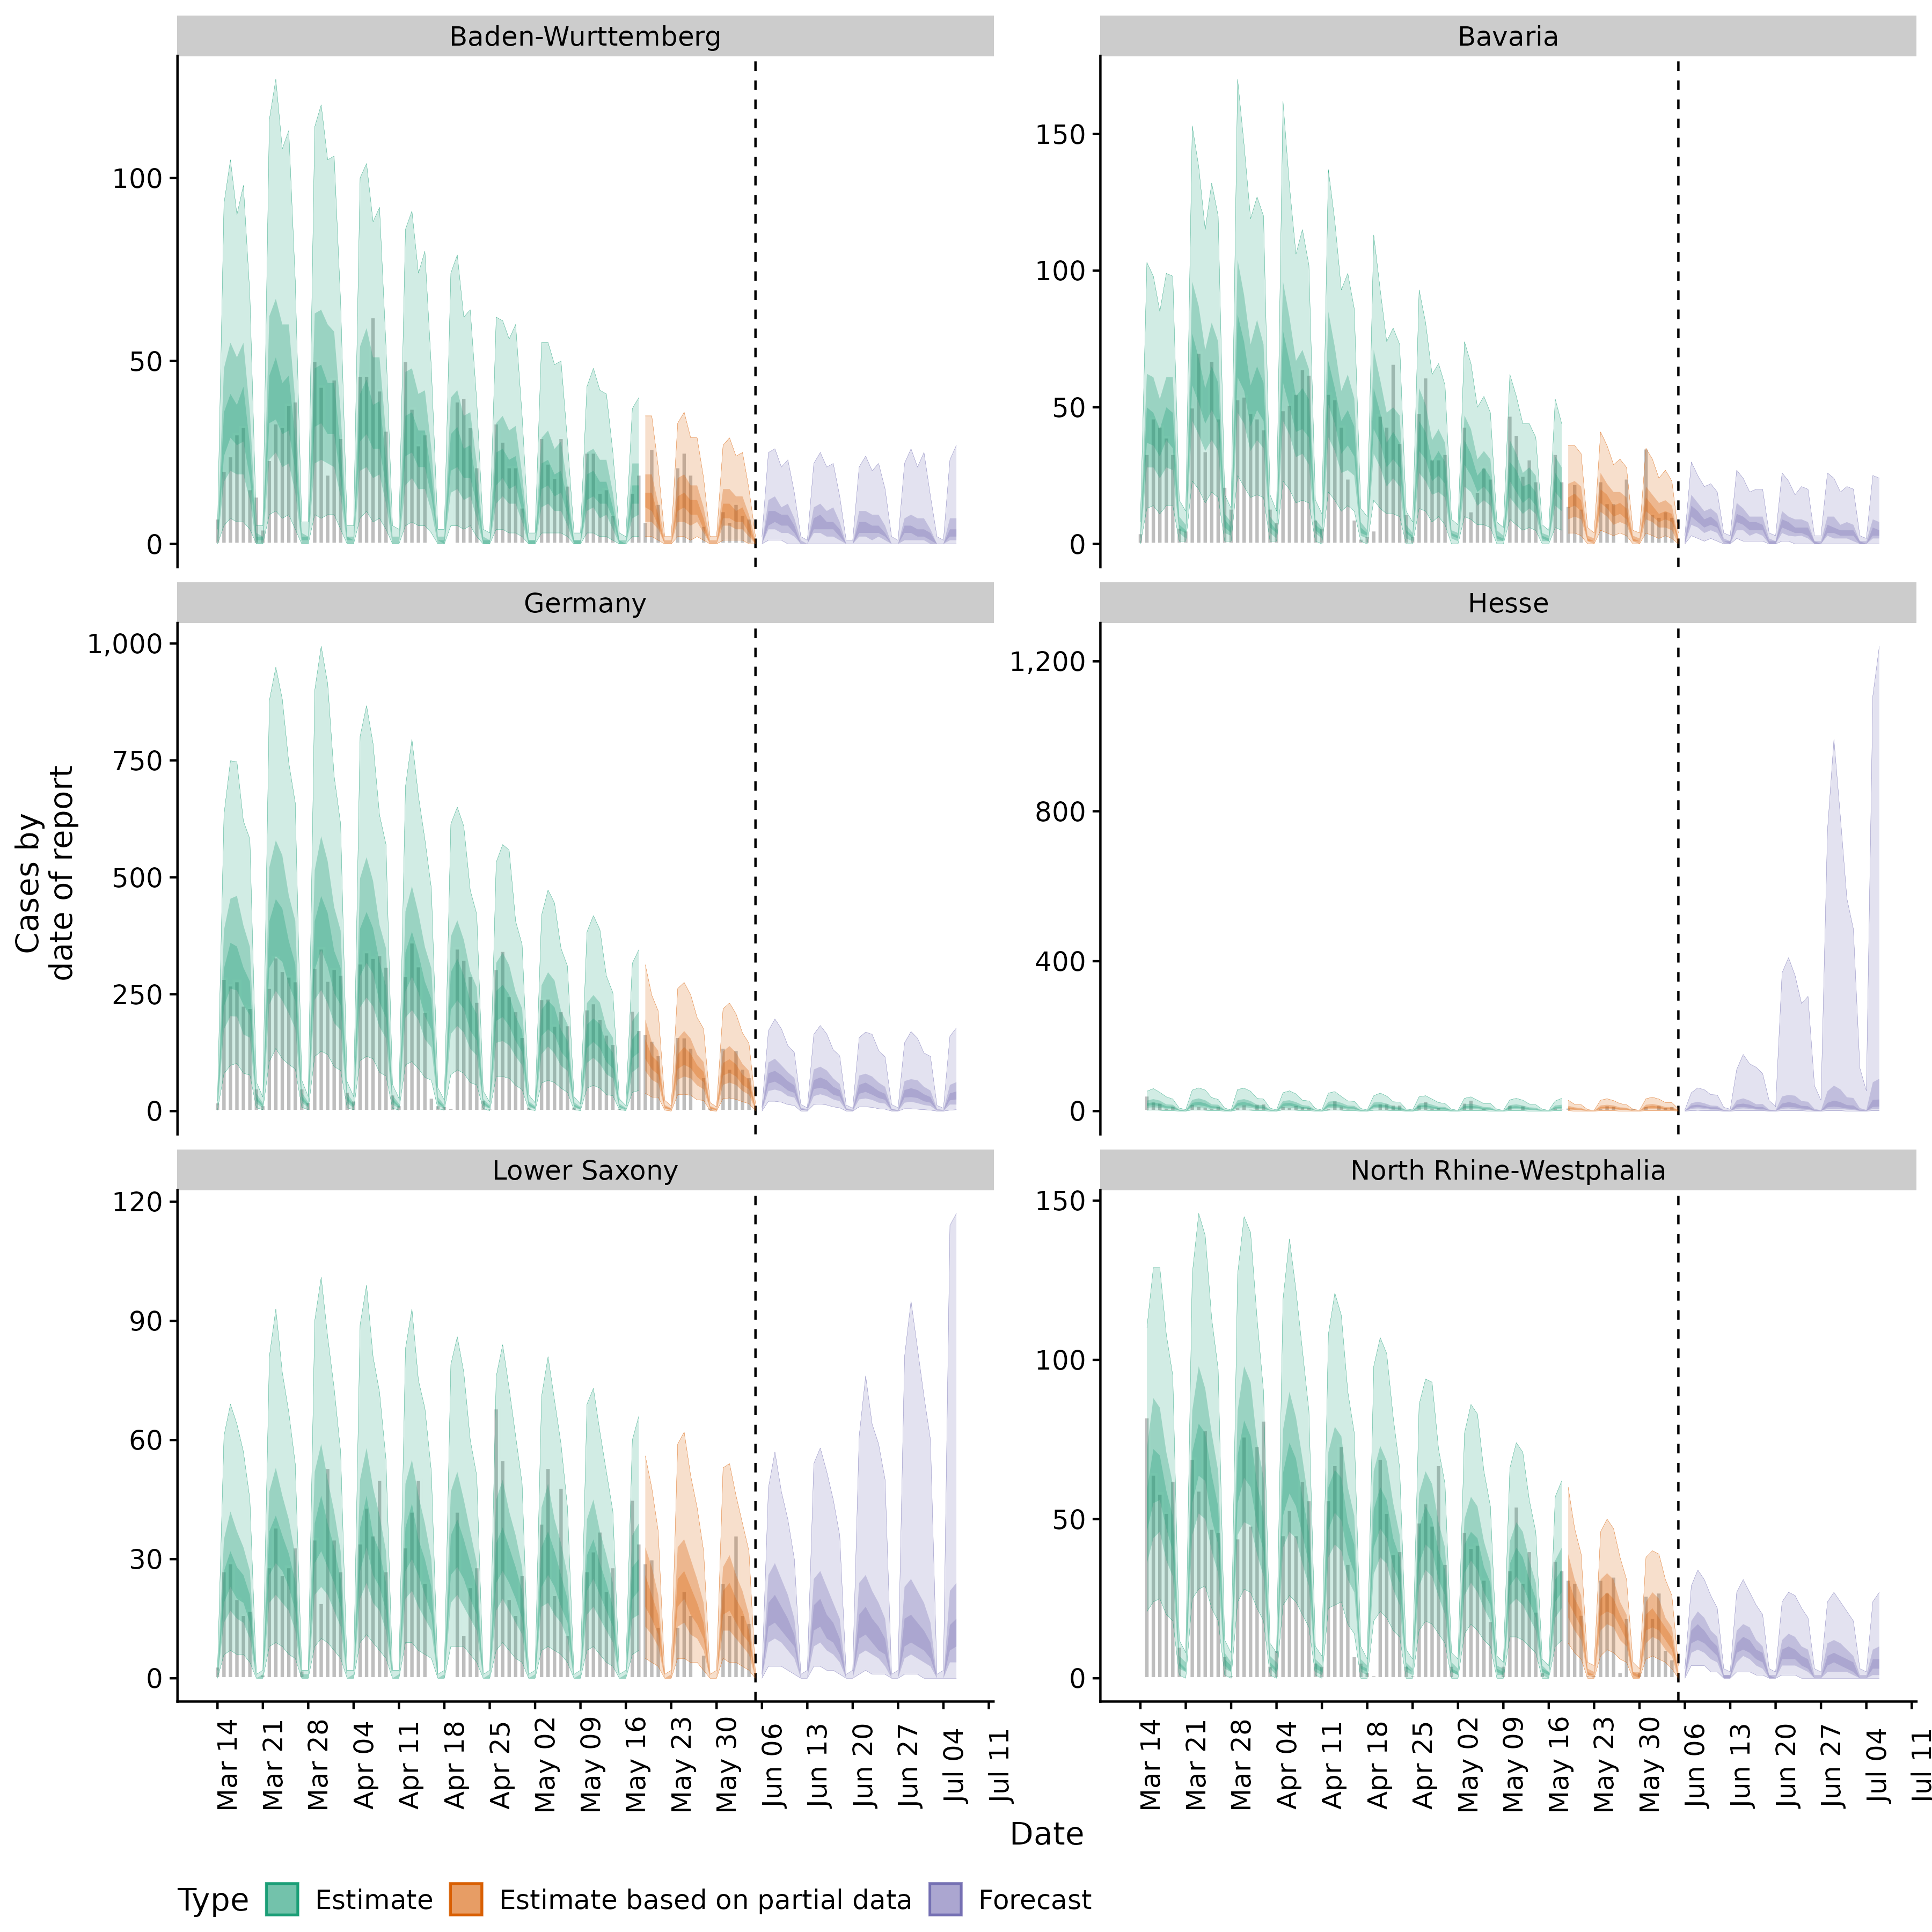 Baden-Wurttemberg
Bavaria
100
50
0
150
100
50
0
Germany
Hesse
1,000
750
500
250
0
1,200
800
400
0
Cases by
date of report
Lower Saxony
North Rhine-Westphalia
120
90
60
30
0
150
100
50
0
Mar 14
Mar 21
Mar 28
Apr 04
Apr 11
Apr 18
Apr 25
May 02
May 09
May 16
May 23
May 30
Jun 06
Jun 13
Jun 20
Jun 27
Jul 04
Jul 11
Mar 14
Mar 21
Mar 28
Apr 04
Apr 11
Apr 18
Apr 25
May 02
May 09
May 16
May 23
May 30
Jun 06
Jun 13
Jun 20
Jun 27
Jul 04
Jul 11
Date
Type Estimate Estimate based on partial data Forecast